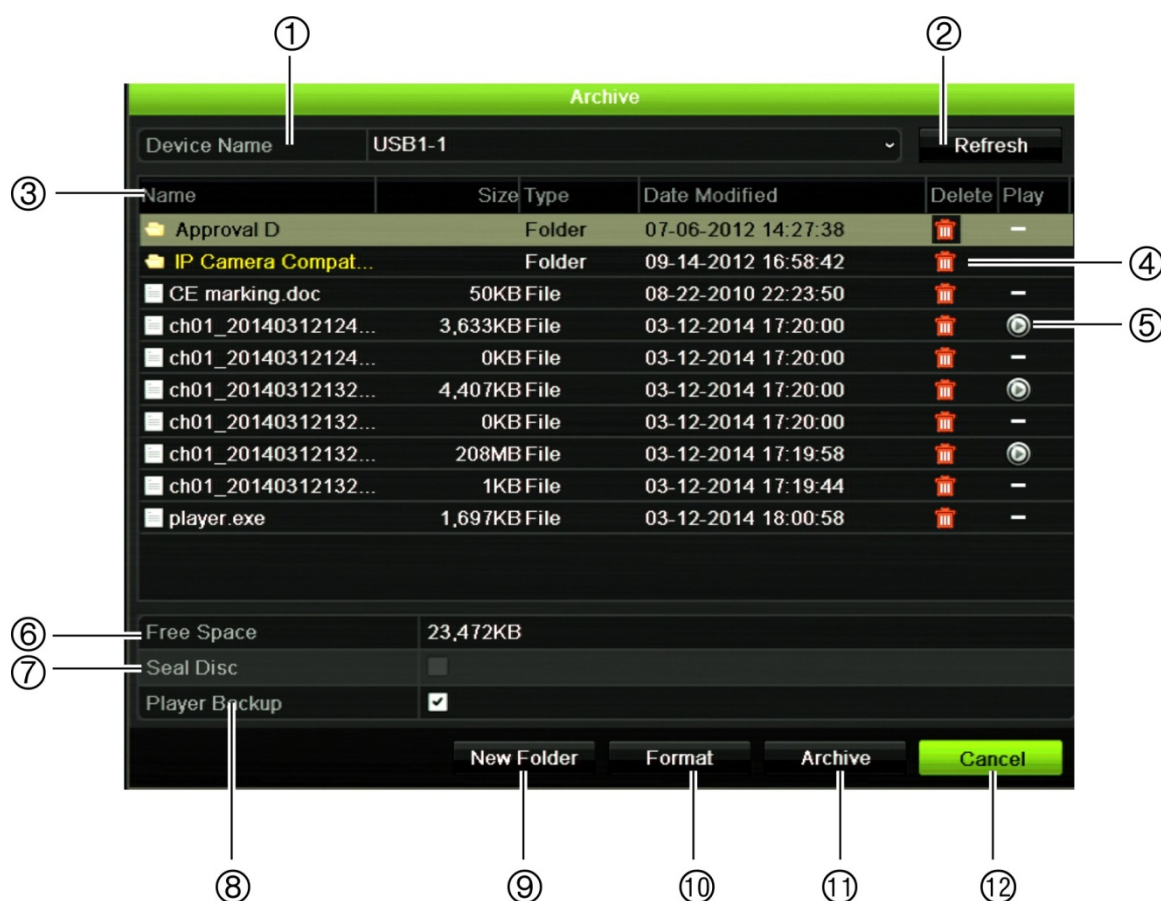 ① ②
Archive
Device Name USB1-1 Refresh
③ Name Size Type Date Modified Delete Play
Approval D Folder 07-06-2012 14:27:38 –
IP Camera Compat... Folder 09-14-2012 16:58:42 ④
CE marking.doc 50KB File 08-22-2010 22:23:50 –
ch01_20140312124... 3,633KB File 03-12-2014 17:20:00 ⑤
ch01_20140312124... 0KB File 03-12-2014 17:20:00 –
ch01_20140312132... 4,407KB File 03-12-2014 17:20:00
ch01_20140312132... 0KB File 03-12-2014 17:20:00 –
ch01_20140312132... 208MB File 03-12-2014 17:19:58
ch01_20140312132... 1KB File 03-12-2014 17:19:44 –
player.exe 1,697KB File 03-12-2014 18:00:58 –
⑥ Free Space 23,472KB
⑦ Seal Disc
Player Backup
New Folder Format Archive Cancel
⑧ ⑨ ⑩ ⑪ ⑫